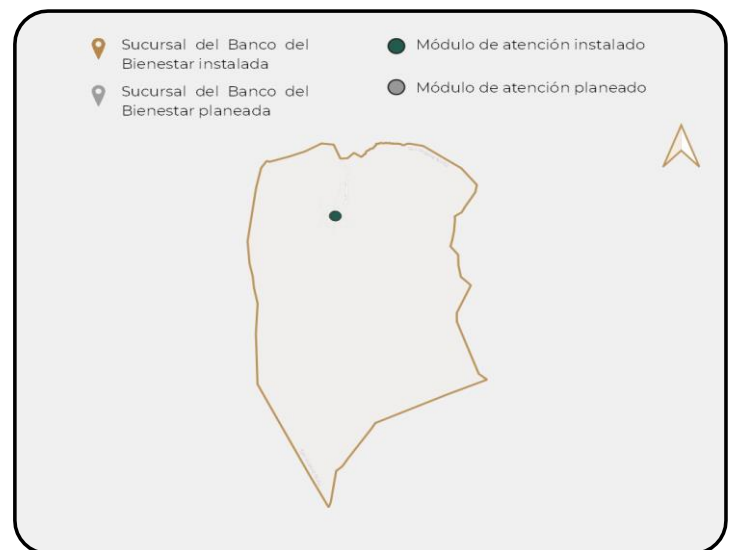 Sucursal del Banco del
Bienestar instalada
Sucursal del Banco del
Bienestar planeada
Módulo de atención instalado
Módulo de atención planeado